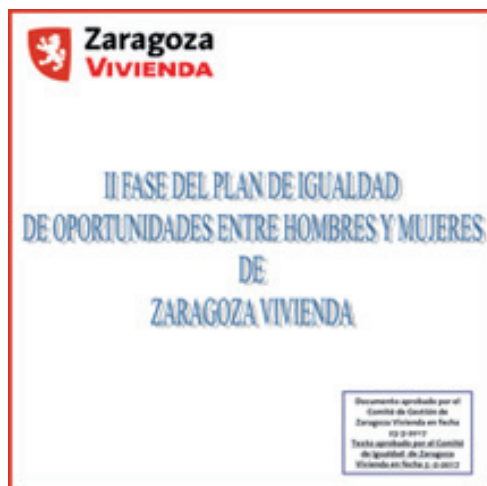 Zaragoza
VIVIENDA
II FASE DEL PLAN DE IGUALDAD
DE OPORTUNIDADES ENTRE HOMBRES Y MUJERES
DE
ZARAGOZA VIVIENDA
Documento aprobado por el
Comité de Gestión de
Zaragoza Vivienda en fecha
Texto aprobado por el Comité
de Igualdad de Zaragoza
Vivienda en fecha